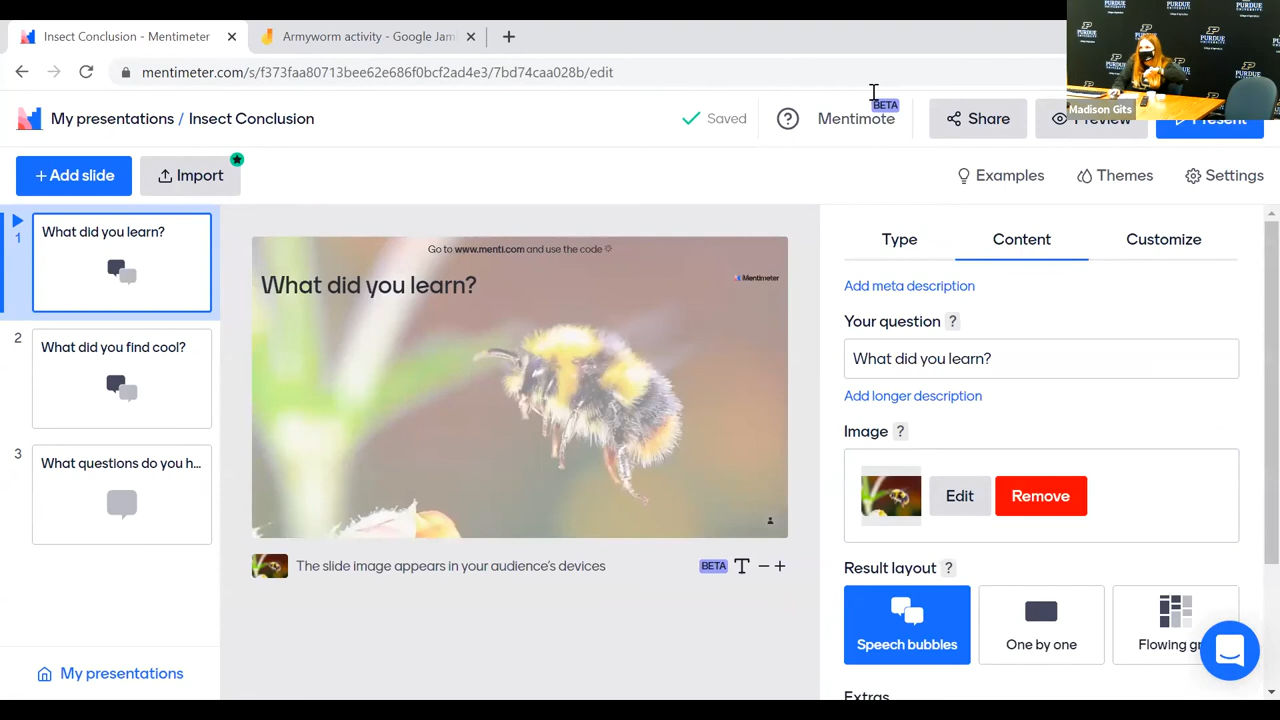 Insect Conclusion - Mentimeter
Armyworm activity - Google Jam
mentimeter.com/s/f373faa80713bee62e686f0bcf2ad4e3/7bd74caa028b/edit
PURDUE
Madison Gits
My presentations / Insect Conclusion
Saved
Mentimote
BETA
Share
Preview
Present
+ Add slide
Import
Examples
Themes
Settings
1
What did you learn?
2
What did you find cool?
3
What questions do you h...
My presentations
Go to www.menti.com and use the code
What did you learn?
Mentimeter
The slide image appears in your audience's devices
BETA
Type
Content
Customize
Add meta description
Your question ?
What did you learn?
Add longer description
Image ?
Edit
Remove
Result layout ?
Speech bubbles
One by one
Flowing gr
Extras